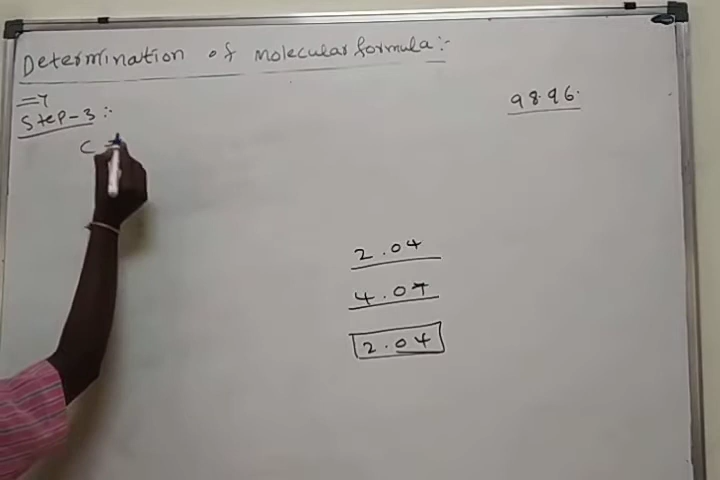 Determination of molecular formula:-
98.96.
Step-3:-
C =
2.04
4.07
2.04